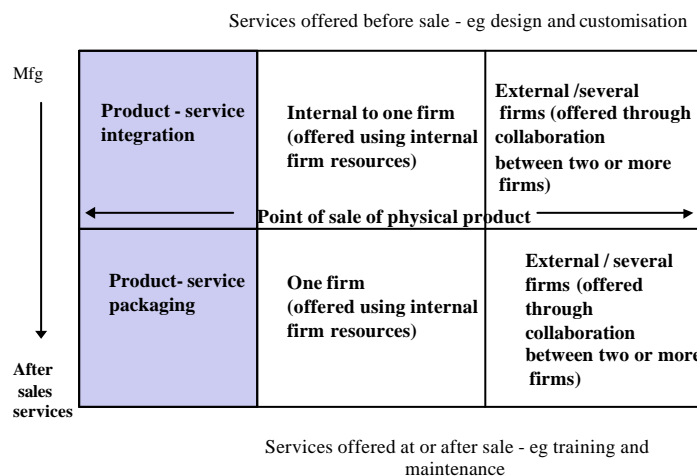 Services offered before sale - eg design and customisation
Mfg
Product - service
integration
Internal to one firm
(offered using internal
firm resources)
External /several
firms (offered through
collaboration
between two or more
firms)
Point of sale of physical product
Product- service
packaging
One firm
(offered using internal
firm resources)
External / several
firms (offered
through
collaboration
between two or more
firms)
After
sales
services
Services offered at or after sale - eg training and
maintenance